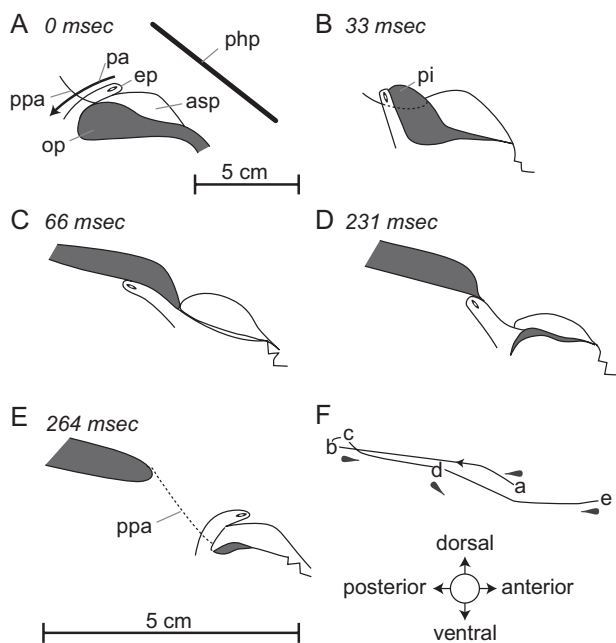 A 0 msec
pa
ep
ppa
asp
op
php
5 cm
B 33 msec
pi
C 66 msec
D 231 msec
E 264 msec
ppa
5 cm
F
c
b
d
a
e
dorsal
posterior
anterior
ventral